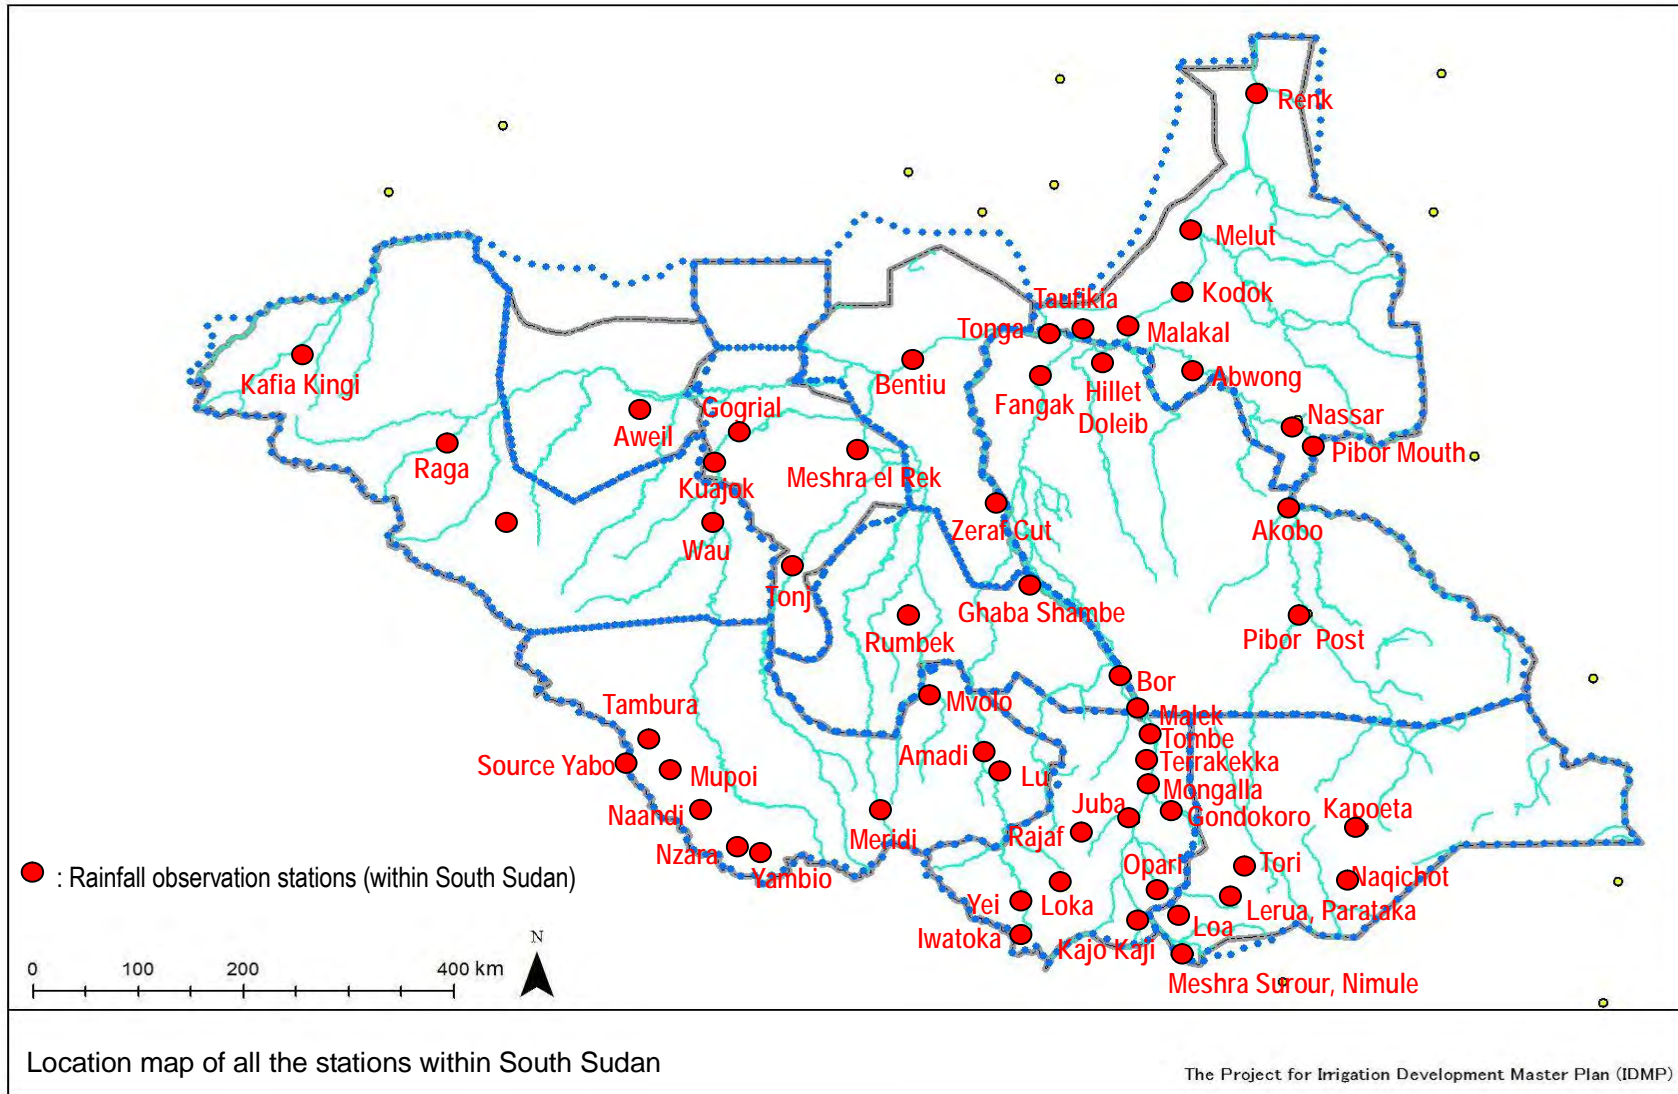 Renk
Melut
Kodok
Taufikia
Tonga
Malakal
Kafia Kingi
Bentiu
Fangak
Hillet
Doleib
Abwong
Gogrial
Aweil
Nassar
Raga
Pibor Mouth
Meshra el Rek
Kuajok
Zeraf Cut
Akobo
Wau
Tonj
Ghaba Shambe
Rumbek
Pibor Post
Bor
Tambura
Mvolo
Malek
Tombe
Source Yabo
Mupoi
Amadi
Lu
Terrakekka
Mongalla
Naandi
Meridi
Juba
Gondokoro
Kapoeta
Rajaf
Nzara
Yambio
Opari
Tori
Naqichot
: Rainfall observation stations (within South Sudan)
Yei
Loka
Lerua, Parataka
Iwatoka
Kajo Kaji
Loa
Meshra Surour, Nimule
N
0 100 200 400 km
Location map of all the stations within South Sudan
The Project for Irrigation Development Master Plan (IDMP)